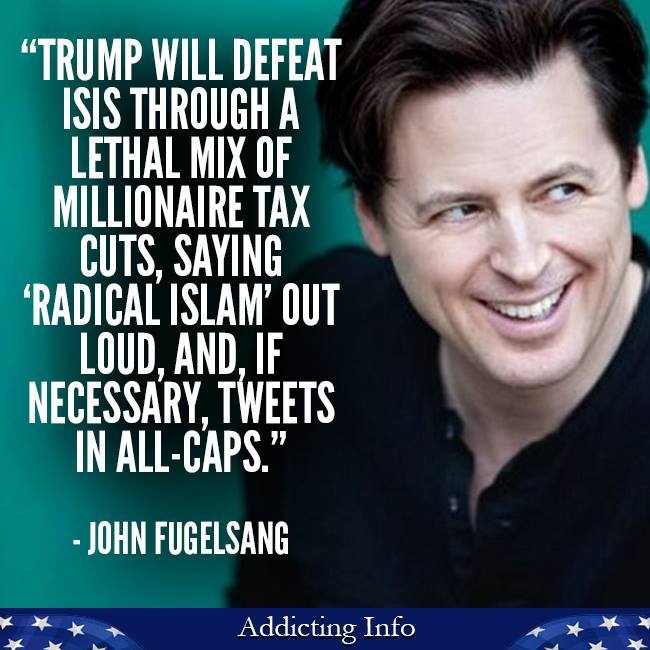 “TRUMP WILL DEFEAT
ISIS THROUGH A
LETHAL MIX OF
MILLIONAIRE TAX
CUTS, SAYING
‘RADICAL ISLAM’ OUT
LOUD, AND, IF
NECESSARY, TWEETS
IN ALL-CAPS.”
- JOHN FUGELSANG
Addicting Info